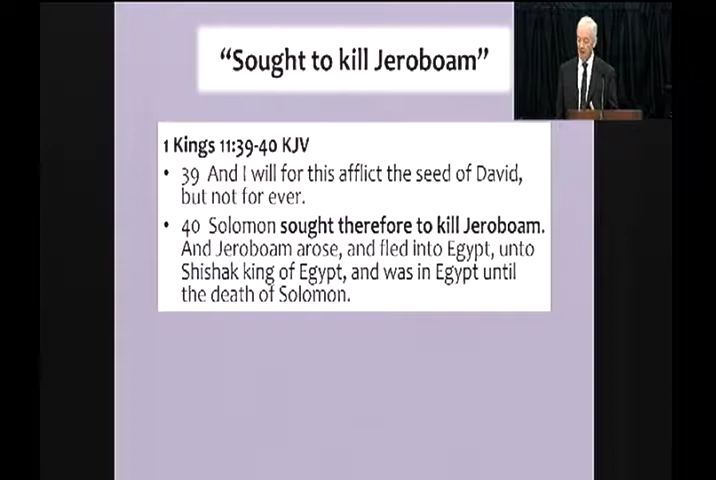 “Sought to kill Jeroboam”
1 Kings 11:39-40 KJV
• 39 And I will for this afflict the seed of David,
but not for ever.
• 40 Solomon sought therefore to kill Jeroboam.
And Jeroboam arose, and fled into Egypt, unto
Shishak king of Egypt, and was in Egypt until
the death of Solomon.